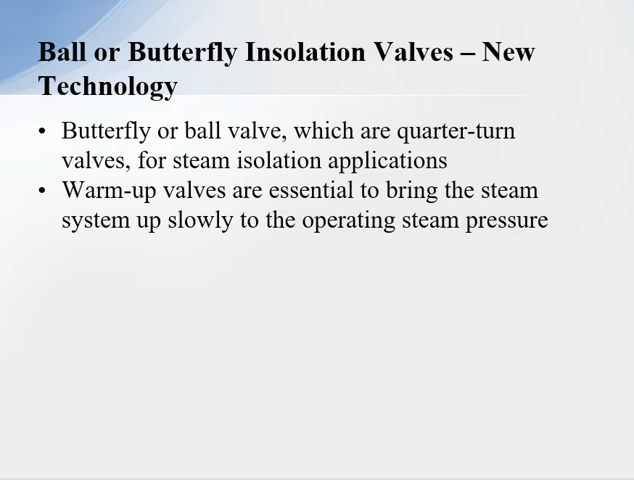 Ball or Butterfly Insolation Valves – New
Technology
• Butterfly or ball valve, which are quarter-turn
valves, for steam isolation applications
• Warm-up valves are essential to bring the steam
system up slowly to the operating steam pressure